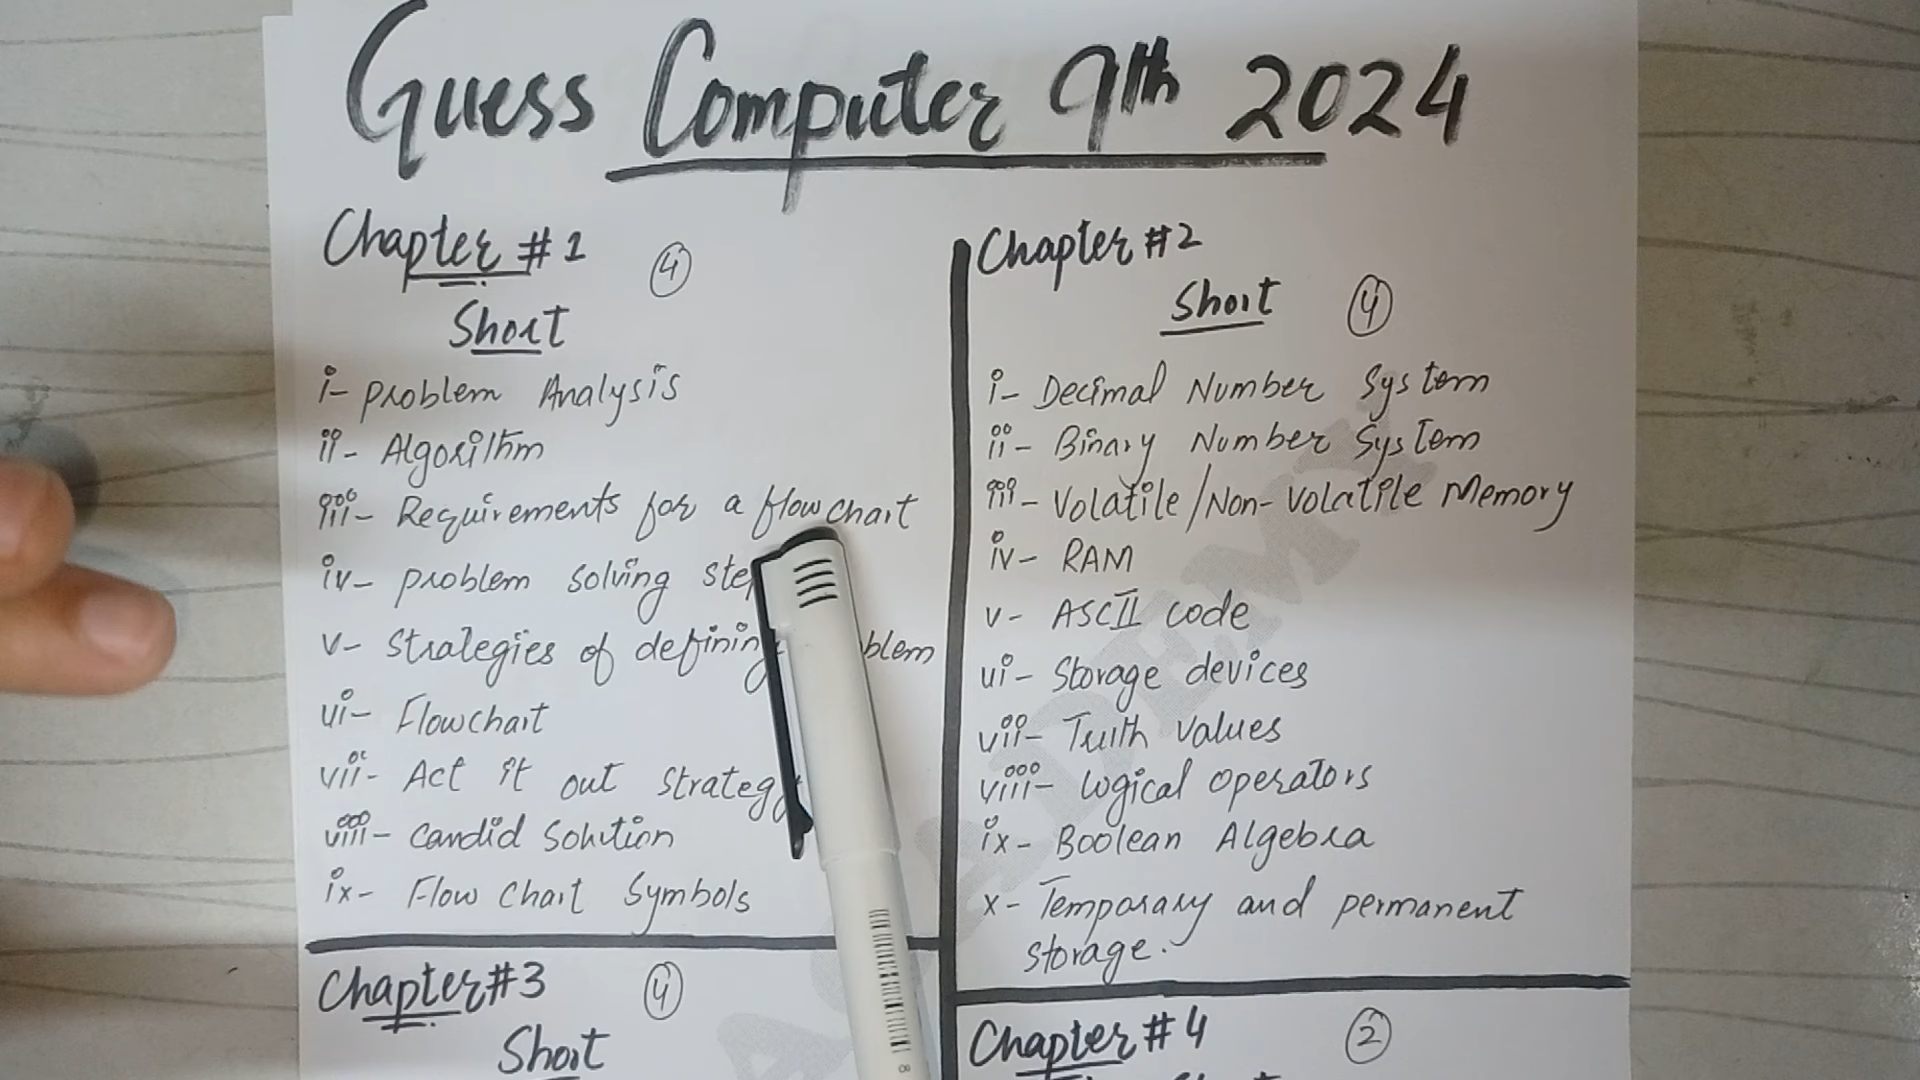 Guess Computer 9th 2024
Chapter #1 4
Short
i- problem Analysis
ii- Algorithm
iii- Requirements for a flowchart
iv- problem solving
v- Strategies of defining
vi- Flowchart
vii- Act it out strategy
viii- Candid Solution
ix- Flow Chart Symbols
Chapter #2
Short 4
i- Decimal Number System
ii- Binary Number System
iii- Volatile/Non-Volatile Memory
iv- RAM
v- ASCII code
vi- Storage devices
vii- Truth values
viii- Logical operators
ix- Boolean Algebra
x- Temporary and permanent
storage.
Chapter #3 4
Short
Chapter #4 2
ACADEMY
8